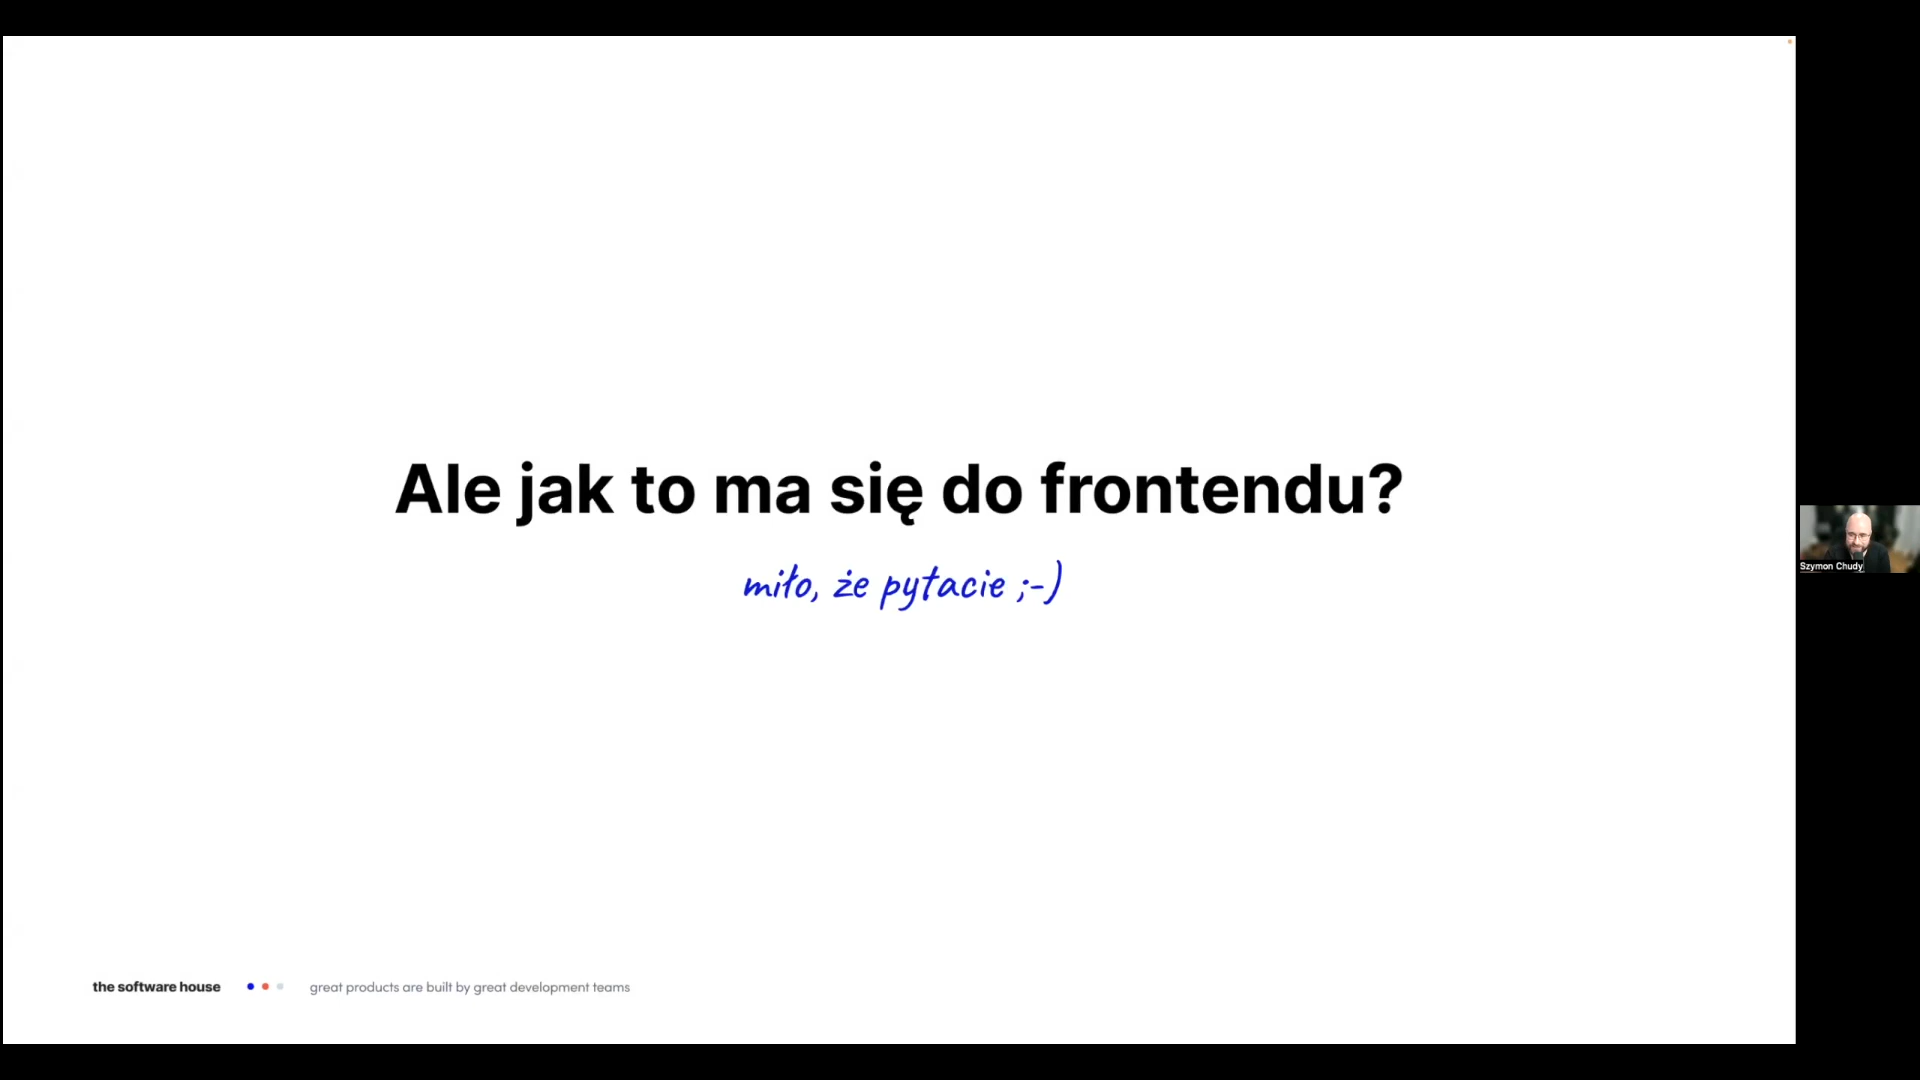 Ale jak to ma się do frontendu?
miło, że pytacie ;-)
Szymon Chudy
the software house
great products are built by great development teams